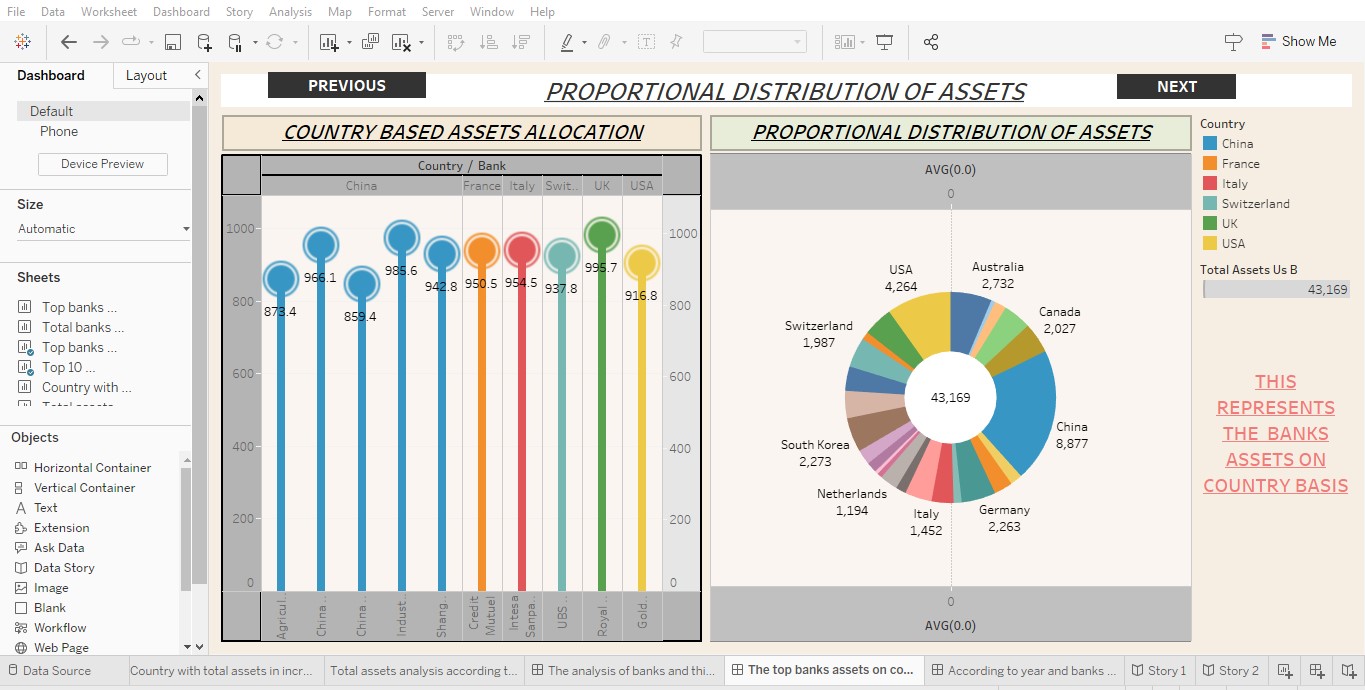 File Data Worksheet Dashboard Story Analysis Map Format Server Window Help
Show Me
Dashboard Layout
Default
Phone
Device Preview
Size
Automatic
Sheets
Top banks ...
Total banks ...
Top banks ...
Top 10 ...
Country with ...
Objects
Horizontal Container
Vertical Container
Text
Extension
Ask Data
Data Story
Image
Blank
Workflow
Web Page
PREVIOUS
PROPORTIONAL DISTRIBUTION OF ASSETS
NEXT
COUNTRY BASED ASSETS ALLOCATION
Country / Bank
China France Italy Swit.. UK USA
1000
800
600
400
200
0
873.4
966.1
859.4
985.6
942.8
950.5
954.5
937.8
995.7
916.8
1000
800
600
400
200
0
Agricul..
China ..
China ..
Indust..
Shang..
Credit
Mutuel
Intesa
Sanpa..
UBS ..
Royal ..
Gold..
PROPORTIONAL DISTRIBUTION OF ASSETS
AVG(0.0)
0
USA
4,264
Australia
2,732
Canada
2,027
Switzerland
1,987
43,169
China
8,877
South Korea
2,273
Netherlands
1,194
Italy
1,452
Germany
2,263
0
AVG(0.0)
Country
China
France
Italy
Switzerland
UK
USA
Total Assets Us B
43,169
THIS
REPRESENTS
THE BANKS
ASSETS ON
COUNTRY BASIS
Data Source
Country with total assets in incr...
Total assets analysis according t...
The analysis of banks and thi...
The top banks assets on co...
According to year and banks ...
Story 1
Story 2